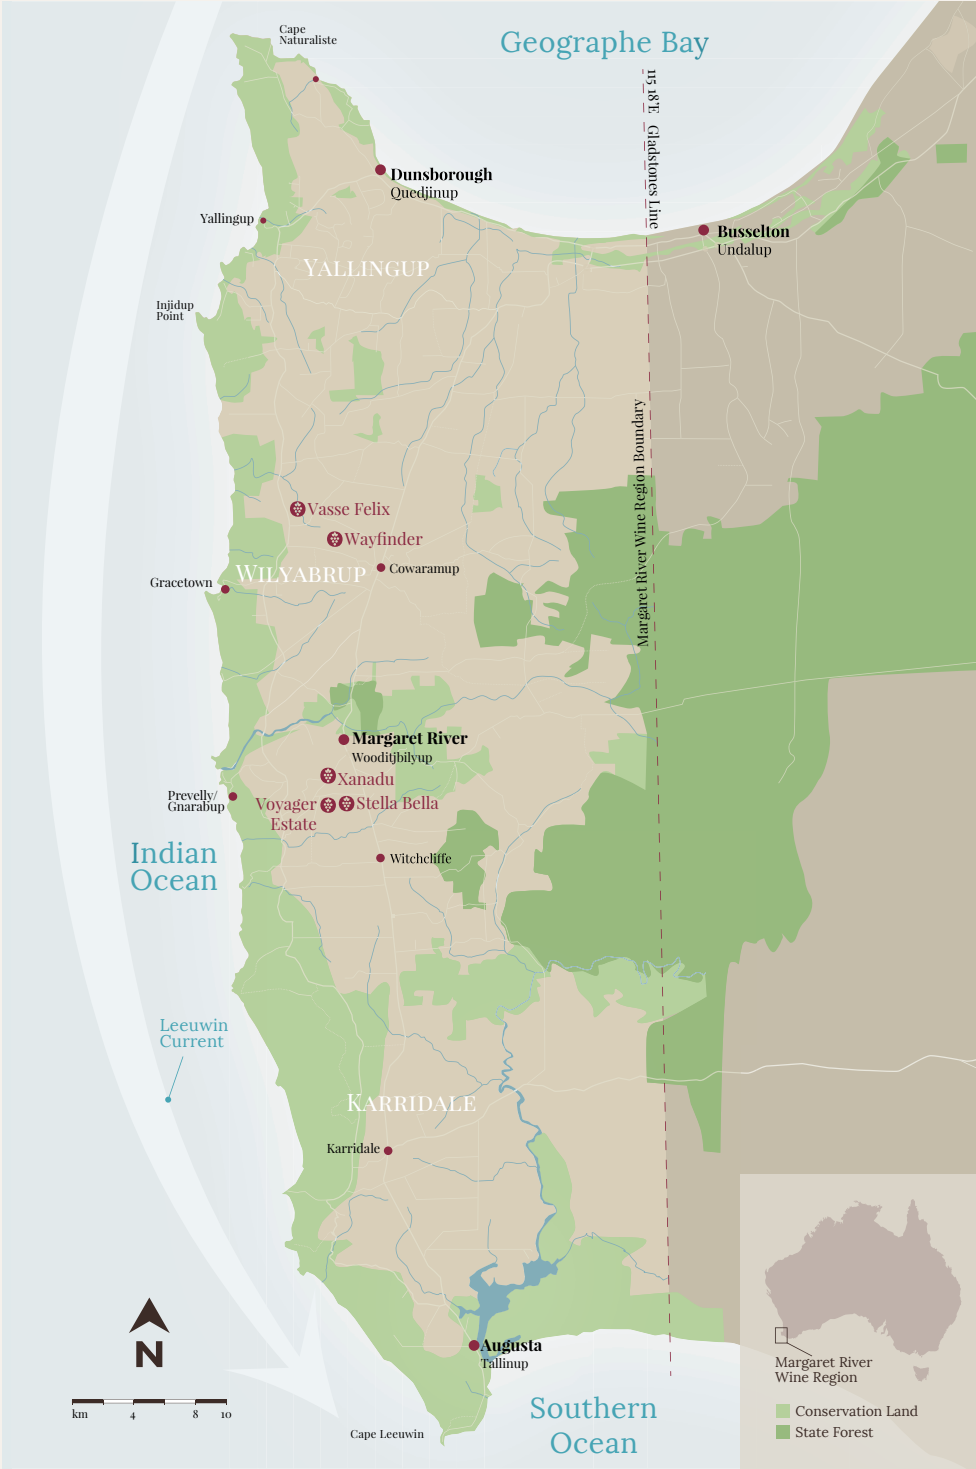 Cape
Naturaliste
Geographe Bay
115 18'E   Gladstones Line
Dunsborough
Quedjinup
Yallingup
Busselton
Undalup
YALLINGUP
Injidup
Point
Margaret River Wine Region Boundary
Vasse Felix
Wayfinder
Cowaramup
WILYABRUP
Gracetown
Margaret River
Wooditjbilyup
Xanadu
Prevelly/
Gnarabup
Voyager
Estate
Stella Bella
Indian
Ocean
Witchcliffe
Leeuwin
Current
KARRIDALE
Karridale
N
km 4 8 10
Augusta
Tallinup
Cape Leeuwin
Southern
Ocean
Margaret River
Wine Region
Conservation Land
State Forest